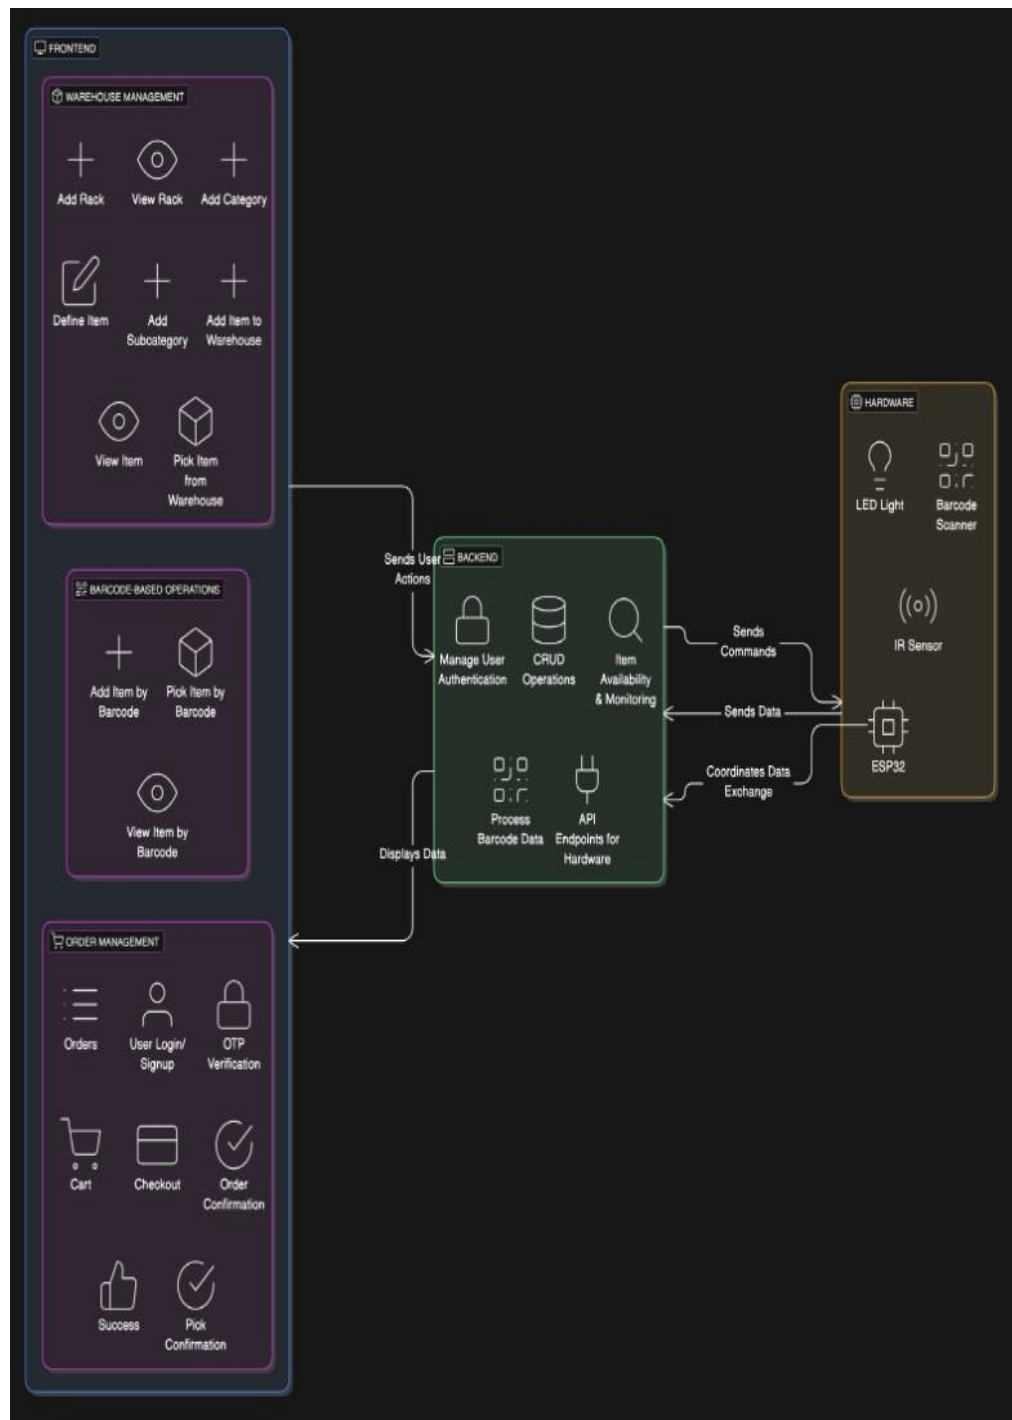 FRONTEND
WAREHOUSE MANAGEMENT
Add Rack
View Rack
Add Category
Define Item
Add
Subcategory
Add Item to
Warehouse
View Item
Pick Item
from
Warehouse
BARCODE-BASED OPERATIONS
Add Item by
Barcode
Pick Item by
Barcode
View Item by
Barcode
ORDER MANAGEMENT
Orders
User Login/
Signup
OTP
Verification
Cart
Checkout
Order
Confirmation
Success
Pick
Confirmation
Sends User
Actions
Displays Data
BACKEND
Manage User
Authentication
CRUD
Operations
Item
Availability
& Monitoring
Process
Barcode Data
API
Endpoints for
Hardware
Sends
Commands
Sends Data
Coordinates Data
Exchange
HARDWARE
LED Light
Barcode
Scanner
IR Sensor
ESP32